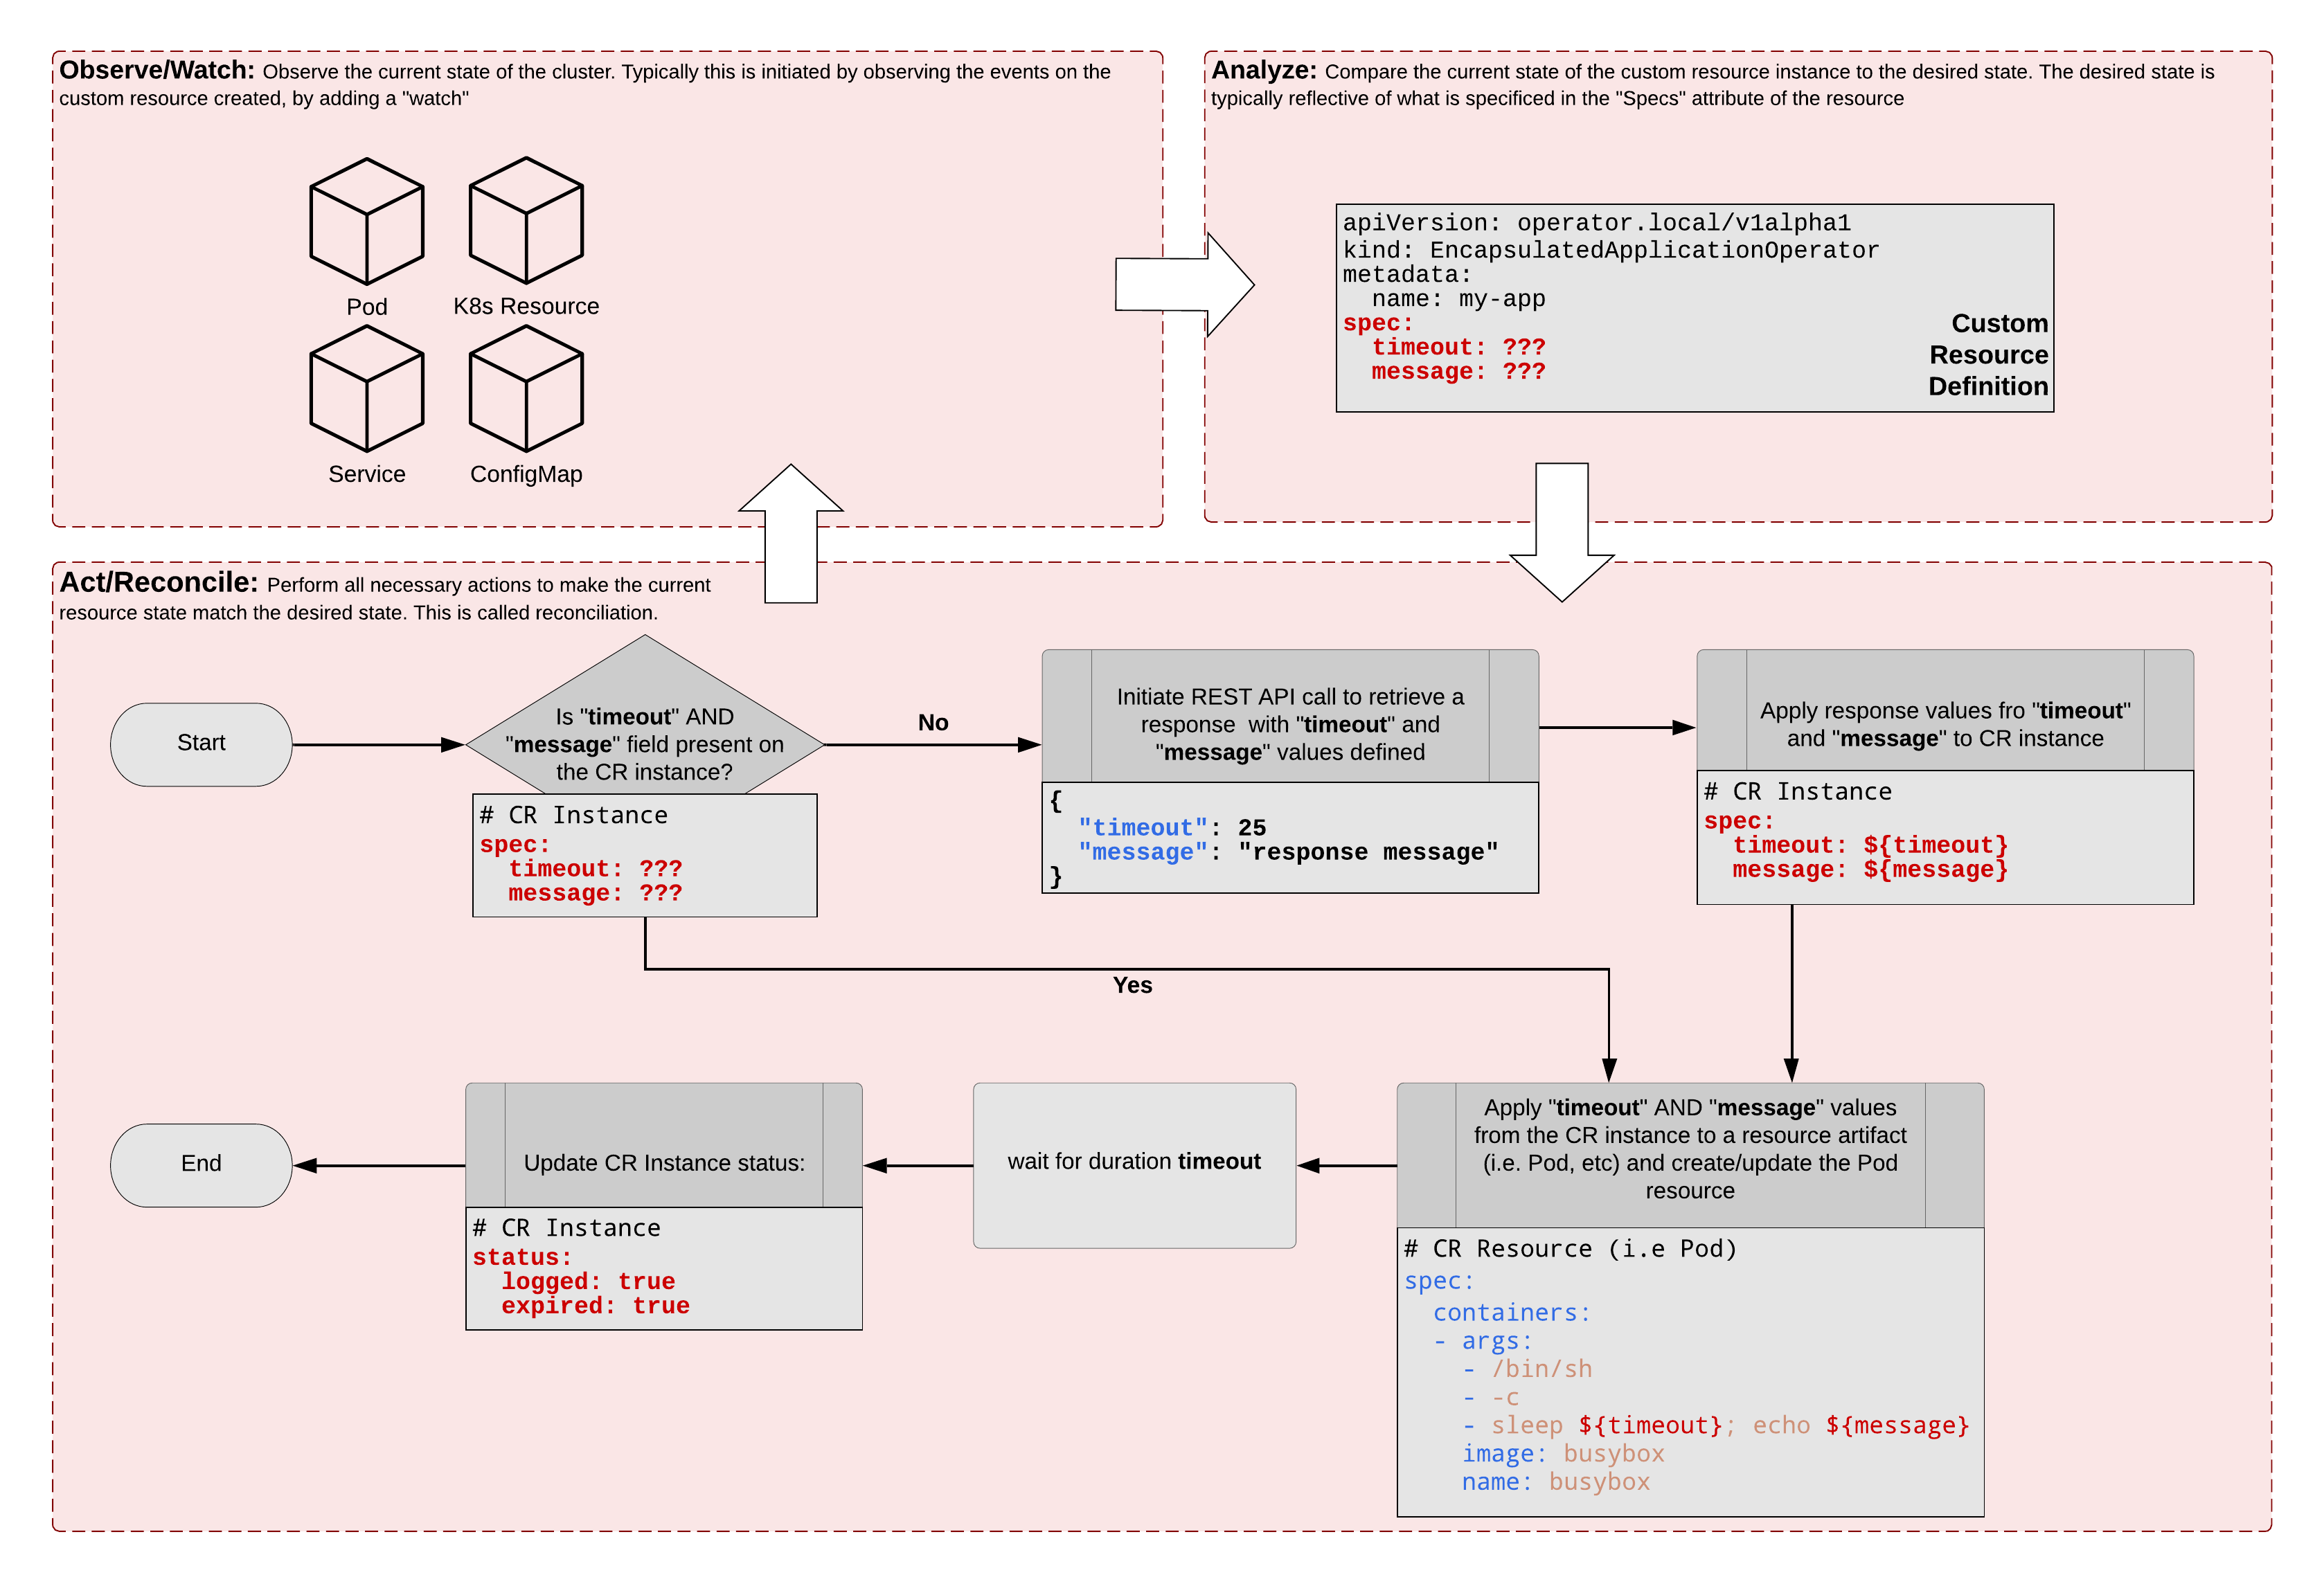 Observe/Watch: Observe the current state of the cluster. Typically this is initiated by observing the events on the
custom resource created, by adding a "watch"
Pod
K8s Resource
Service
ConfigMap
Analyze: Compare the current state of the custom resource instance to the desired state. The desired state is
typically reflective of what is specificed in the "Specs" attribute of the resource
apiVersion: operator.local/v1alpha1
kind: EncapsulatedApplicationOperator
metadata:
  name: my-app
spec:
  timeout: ???
  message: ???
Custom
Resource
Definition
Act/Reconcile: Perform all necessary actions to make the current
resource state match the desired state. This is called reconciliation.
Start
Is "timeout" AND
"message" field present on
the CR instance?
# CR Instance
spec:
  timeout: ???
  message: ???
No
Initiate REST API call to retrieve a
response  with "timeout" and
"message" values defined
{
  "timeout": 25
  "message": "response message"
}
Apply response values fro "timeout"
and "message" to CR instance
# CR Instance
spec:
  timeout: ${timeout}
  message: ${message}
Yes
End
Update CR Instance status:
# CR Instance
status:
  logged: true
  expired: true
wait for duration timeout
Apply "timeout" AND "message" values
from the CR instance to a resource artifact
(i.e. Pod, etc) and create/update the Pod
resource
# CR Resource (i.e Pod)
spec:
  containers:
  - args:
    - /bin/sh
    - -c
    - sleep ${timeout}; echo ${message}
    image: busybox
    name: busybox